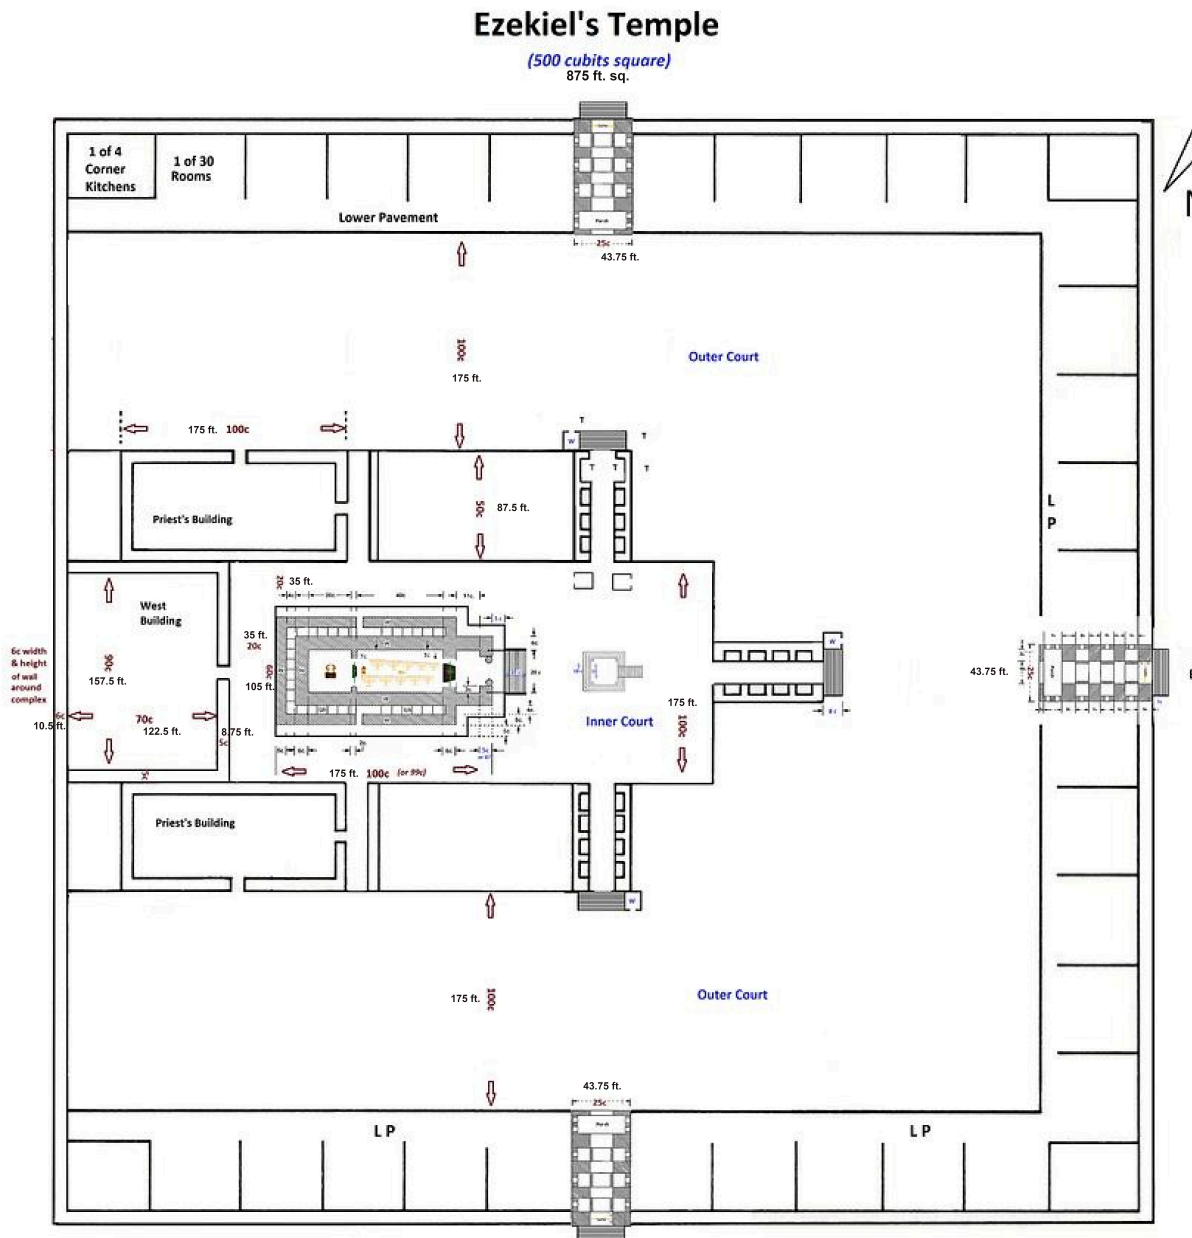 Ezekiel's Temple
(500 cubits square)
875 ft. sq.
1 of 4
Corner
Kitchens
1 of 30
Rooms
Lower Pavement
Porch
25c
43.75 ft.
N
100c
175 ft.
Outer Court
175 ft. 100c
T
T
W
T T T
50c
87.5 ft.
Priest's Building
L
P
20c
35 ft.
West
Building
35 ft.
20c
60c
105 ft.
W
6c width
& height
of wall
around
complex
90c
157.5 ft.
43.75 ft.
25c
Porch
E
6c
10.5 ft.
70c
122.5 ft.
8.75 ft.
5c
Inner Court
175 ft.
100c
8 c
175 ft. 100c (or 99c)
Priest's Building
W
175 ft.
100c
Outer Court
43.75 ft.
25c
Porch
L P
L P